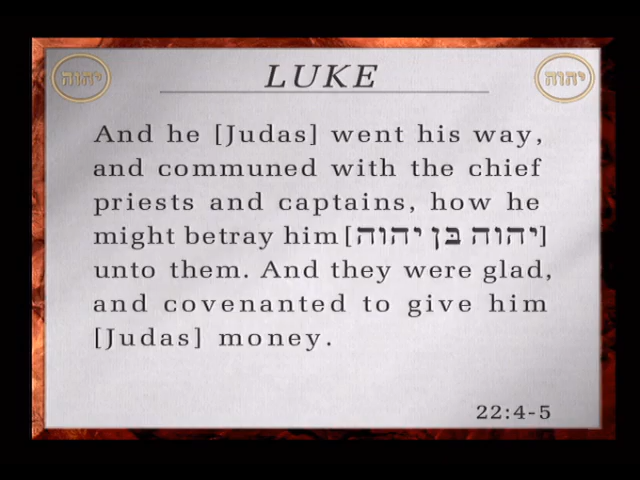 יהוה
LUKE
יהוה
And he [Judas] went his way,
and communed with the chief
priests and captains, how he
might betray him [יהוה בּן יהוה]
unto them. And they were glad,
and covenanted to give him
[Judas] money.
22:4-5